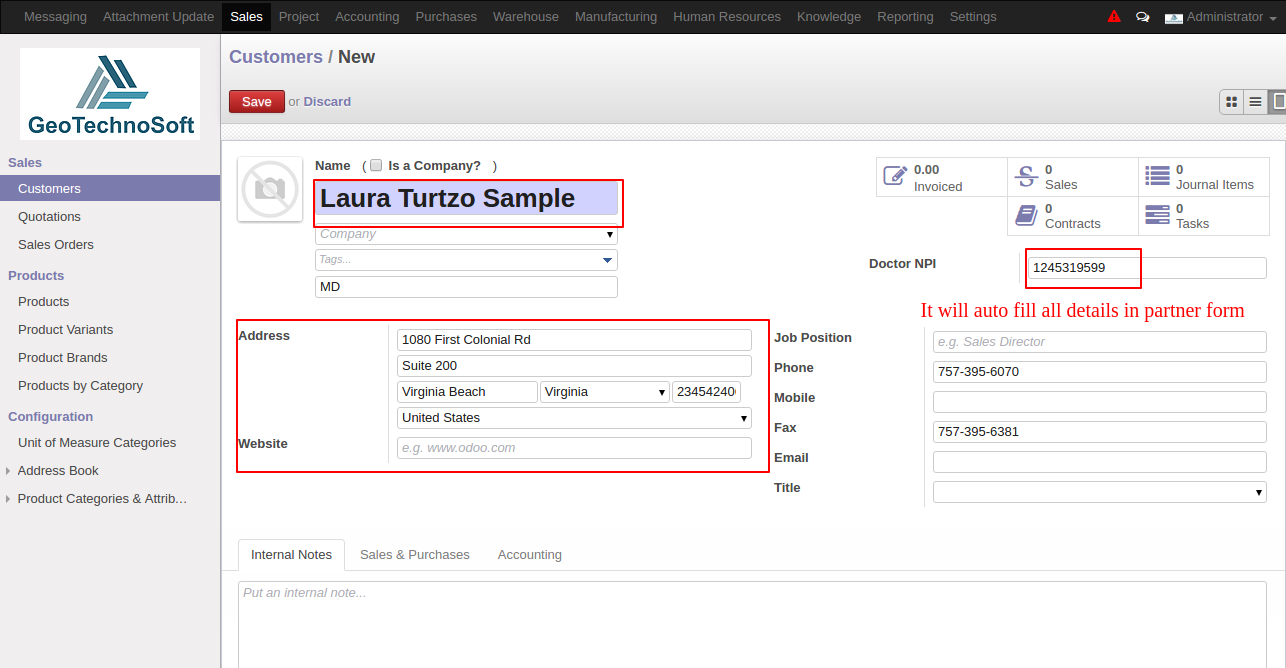 Messaging Attachment Update Sales Project Accounting Purchases Warehouse Manufacturing Human Resources Knowledge Reporting Settings Administrator
GeoTechnoSoft
Sales
Customers
Quotations
Sales Orders
Products
Products
Product Variants
Product Brands
Products by Category
Configuration
Unit of Measure Categories
Address Book
Product Categories & Attrib...
Customers / New
Save or Discard
Name ( Is a Company? )
Laura Turtzo Sample
Company
Tags...
MD
0.00
Invoiced
0
Sales
0
Journal Items
0
Contracts
0
Tasks
Doctor NPI 1245319599
It will auto fill all details in partner form
Address
1080 First Colonial Rd
Suite 200
Virginia Beach Virginia 23454240
United States
Website e.g. www.odoo.com
Job Position e.g. Sales Director
Phone 757-395-6070
Mobile
Fax 757-395-6381
Email
Title
Internal Notes Sales & Purchases Accounting
Put an internal note...